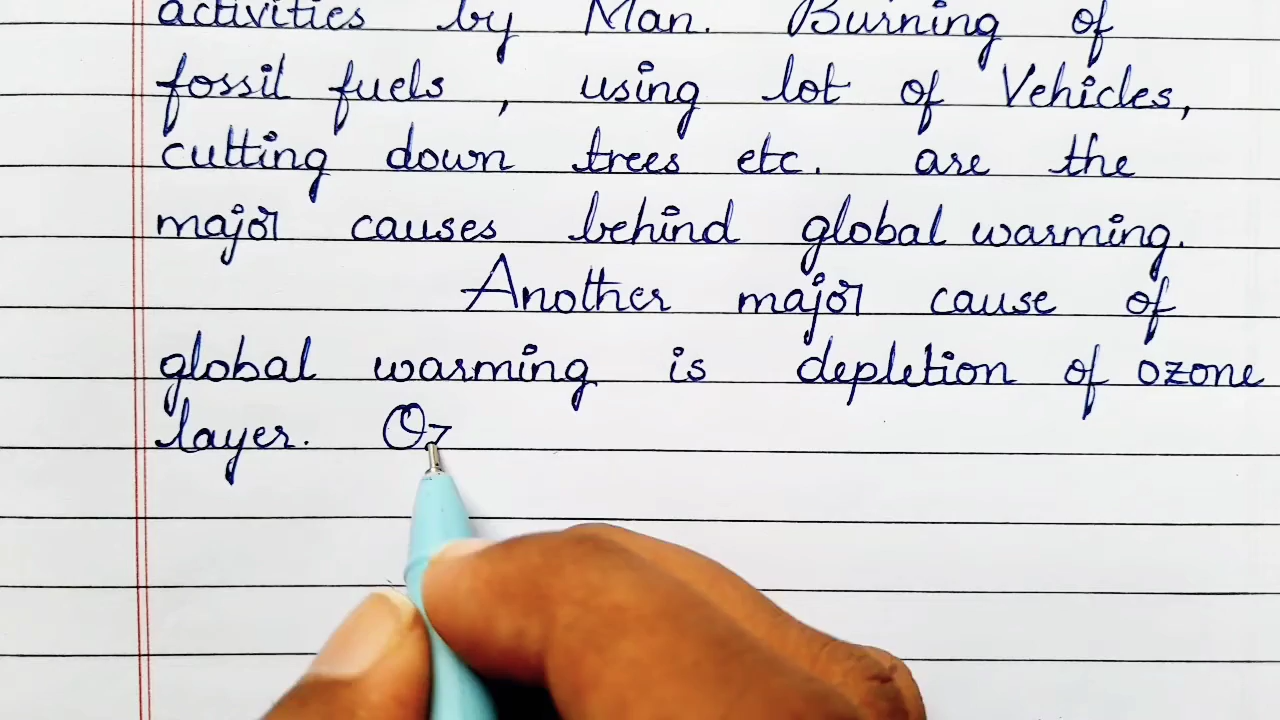 activities by Man. Burning of
fossil fuels , using lot of Vehicles,
cutting down trees etc. are the
major causes behind global warming.
Another major cause of
global warming is depletion of ozone
layer. Oz